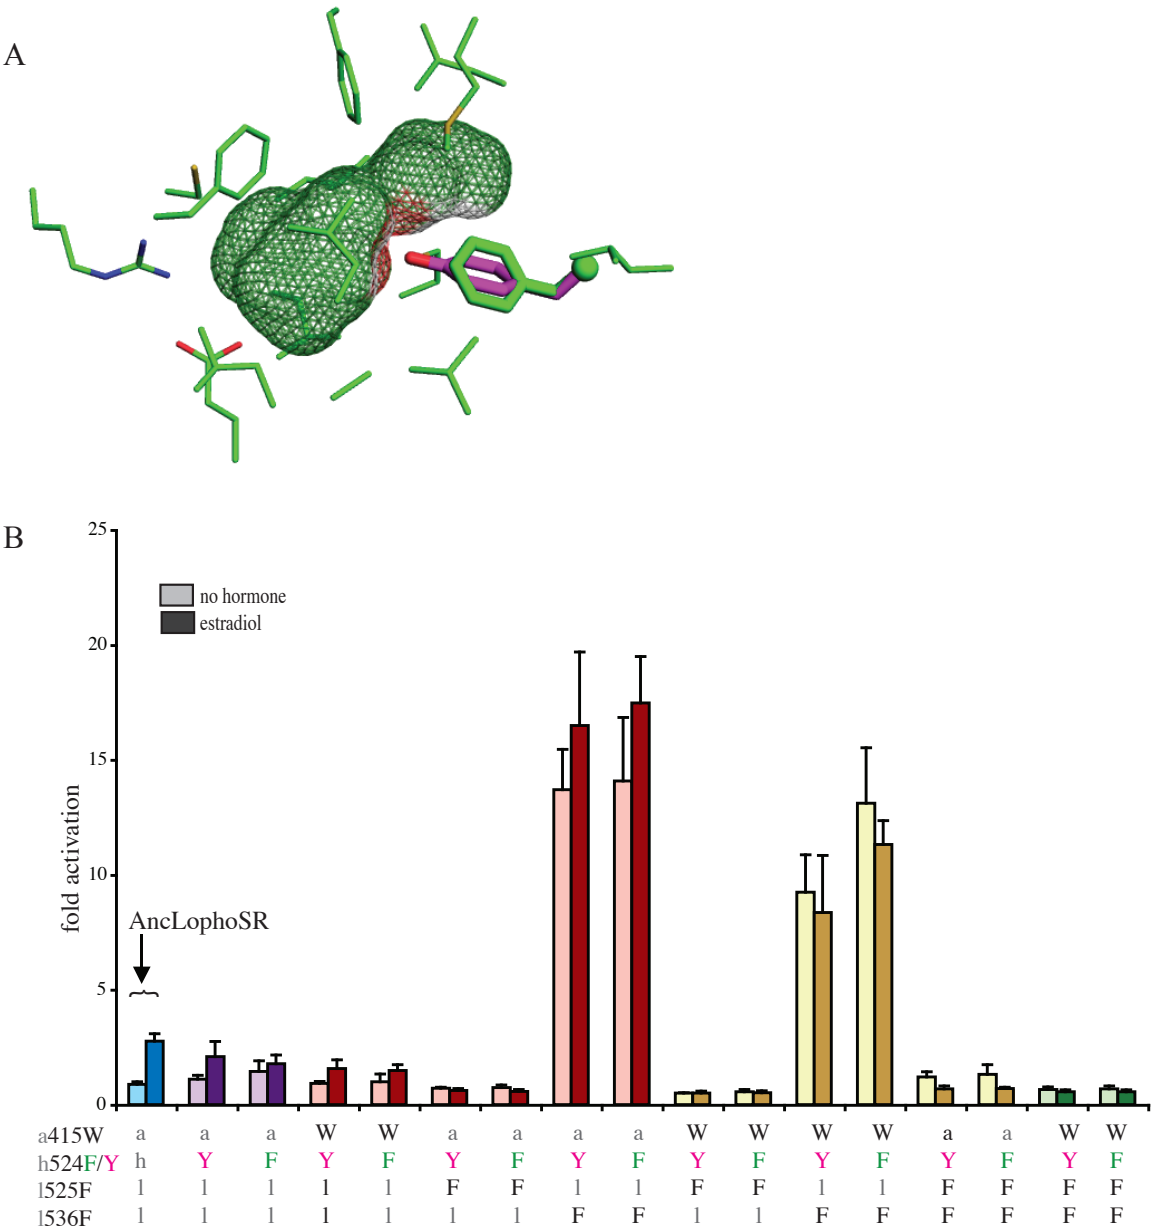 A
B
25
no hormone
estradiol
20
15
10
fold activation
AncLophoSR
5
0
a415W a a a W W a a a a W W W W a a W W
h524F/Y h Y F Y F Y F Y F Y F Y F Y F Y F
l525F l l l l l F F l l F F l l F F F F
l536F l l l l l l l F F l l F F F F F F